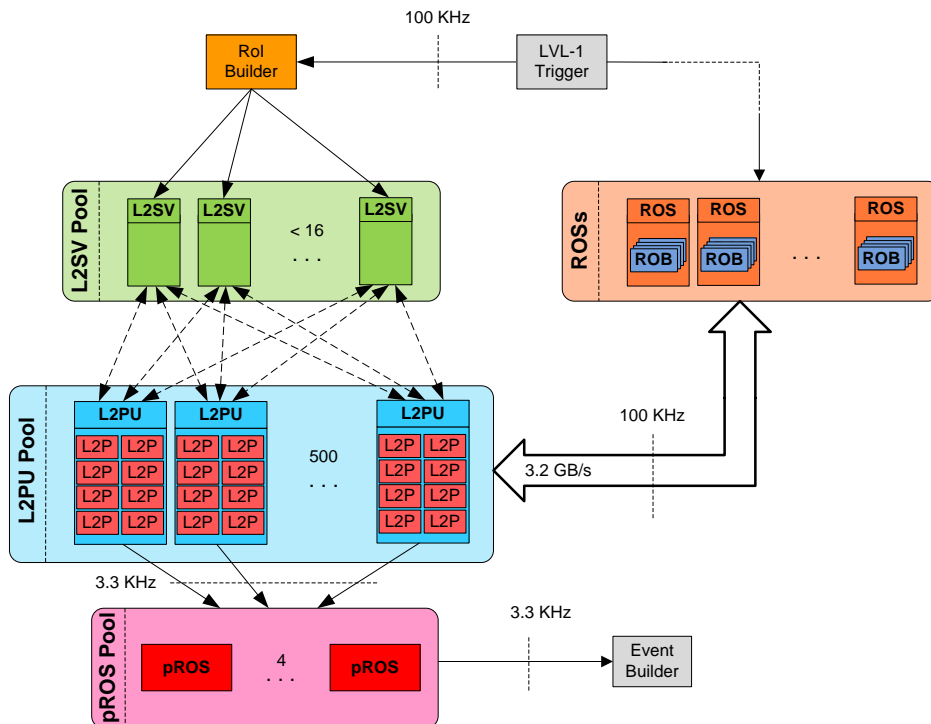 100 KHz
RoI
Builder
LVL-1
Trigger
L2SV Pool
L2SV
L2SV
L2SV
< 16
. . .
ROSs
ROS
ROS
ROS
ROB
ROB
. . .
ROB
L2PU Pool
L2PU
L2PU
L2PU
L2P L2P L2P L2P L2P L2P
L2P L2P L2P L2P L2P L2P
L2P L2P L2P L2P L2P L2P
L2P L2P L2P L2P L2P L2P
500
. . .
100 KHz
3.2 GB/s
3.3 KHz
pROS Pool
pROS
4
. . .
pROS
3.3 KHz
Event
Builder